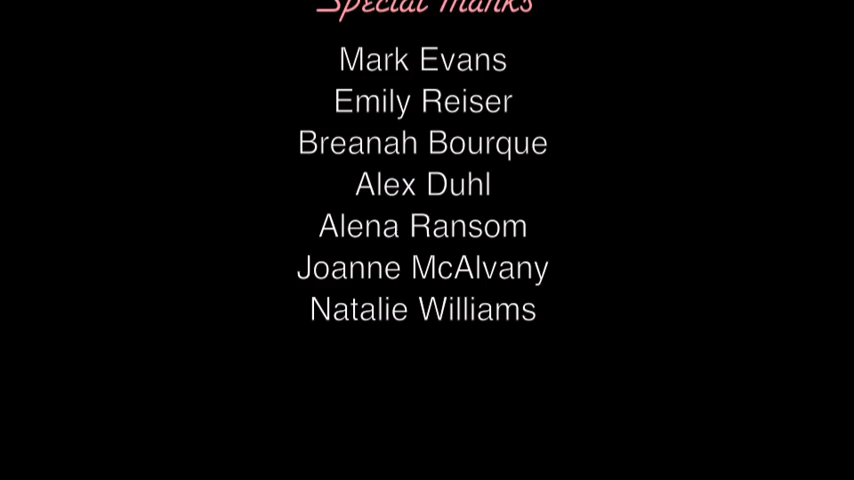 Special Thanks
Mark Evans
Emily Reiser
Breanah Bourque
Alex Duhl
Alena Ransom
Joanne McAlvany
Natalie Williams